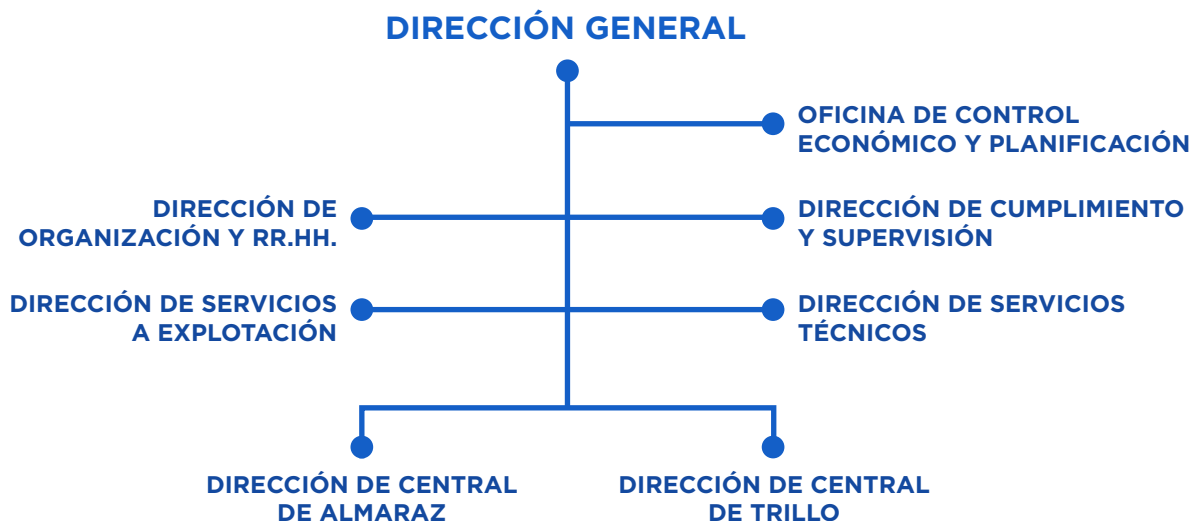 DIRECCIÓN GENERAL
OFICINA DE CONTROL
ECONÓMICO Y PLANIFICACIÓN
DIRECCIÓN DE
ORGANIZACIÓN Y RR.HH.
DIRECCIÓN DE CUMPLIMIENTO
Y SUPERVISIÓN
DIRECCIÓN DE SERVICIOS
A EXPLOTACIÓN
DIRECCIÓN DE SERVICIOS
TÉCNICOS
DIRECCIÓN DE CENTRAL
DE ALMARAZ
DIRECCIÓN DE CENTRAL
DE TRILLO